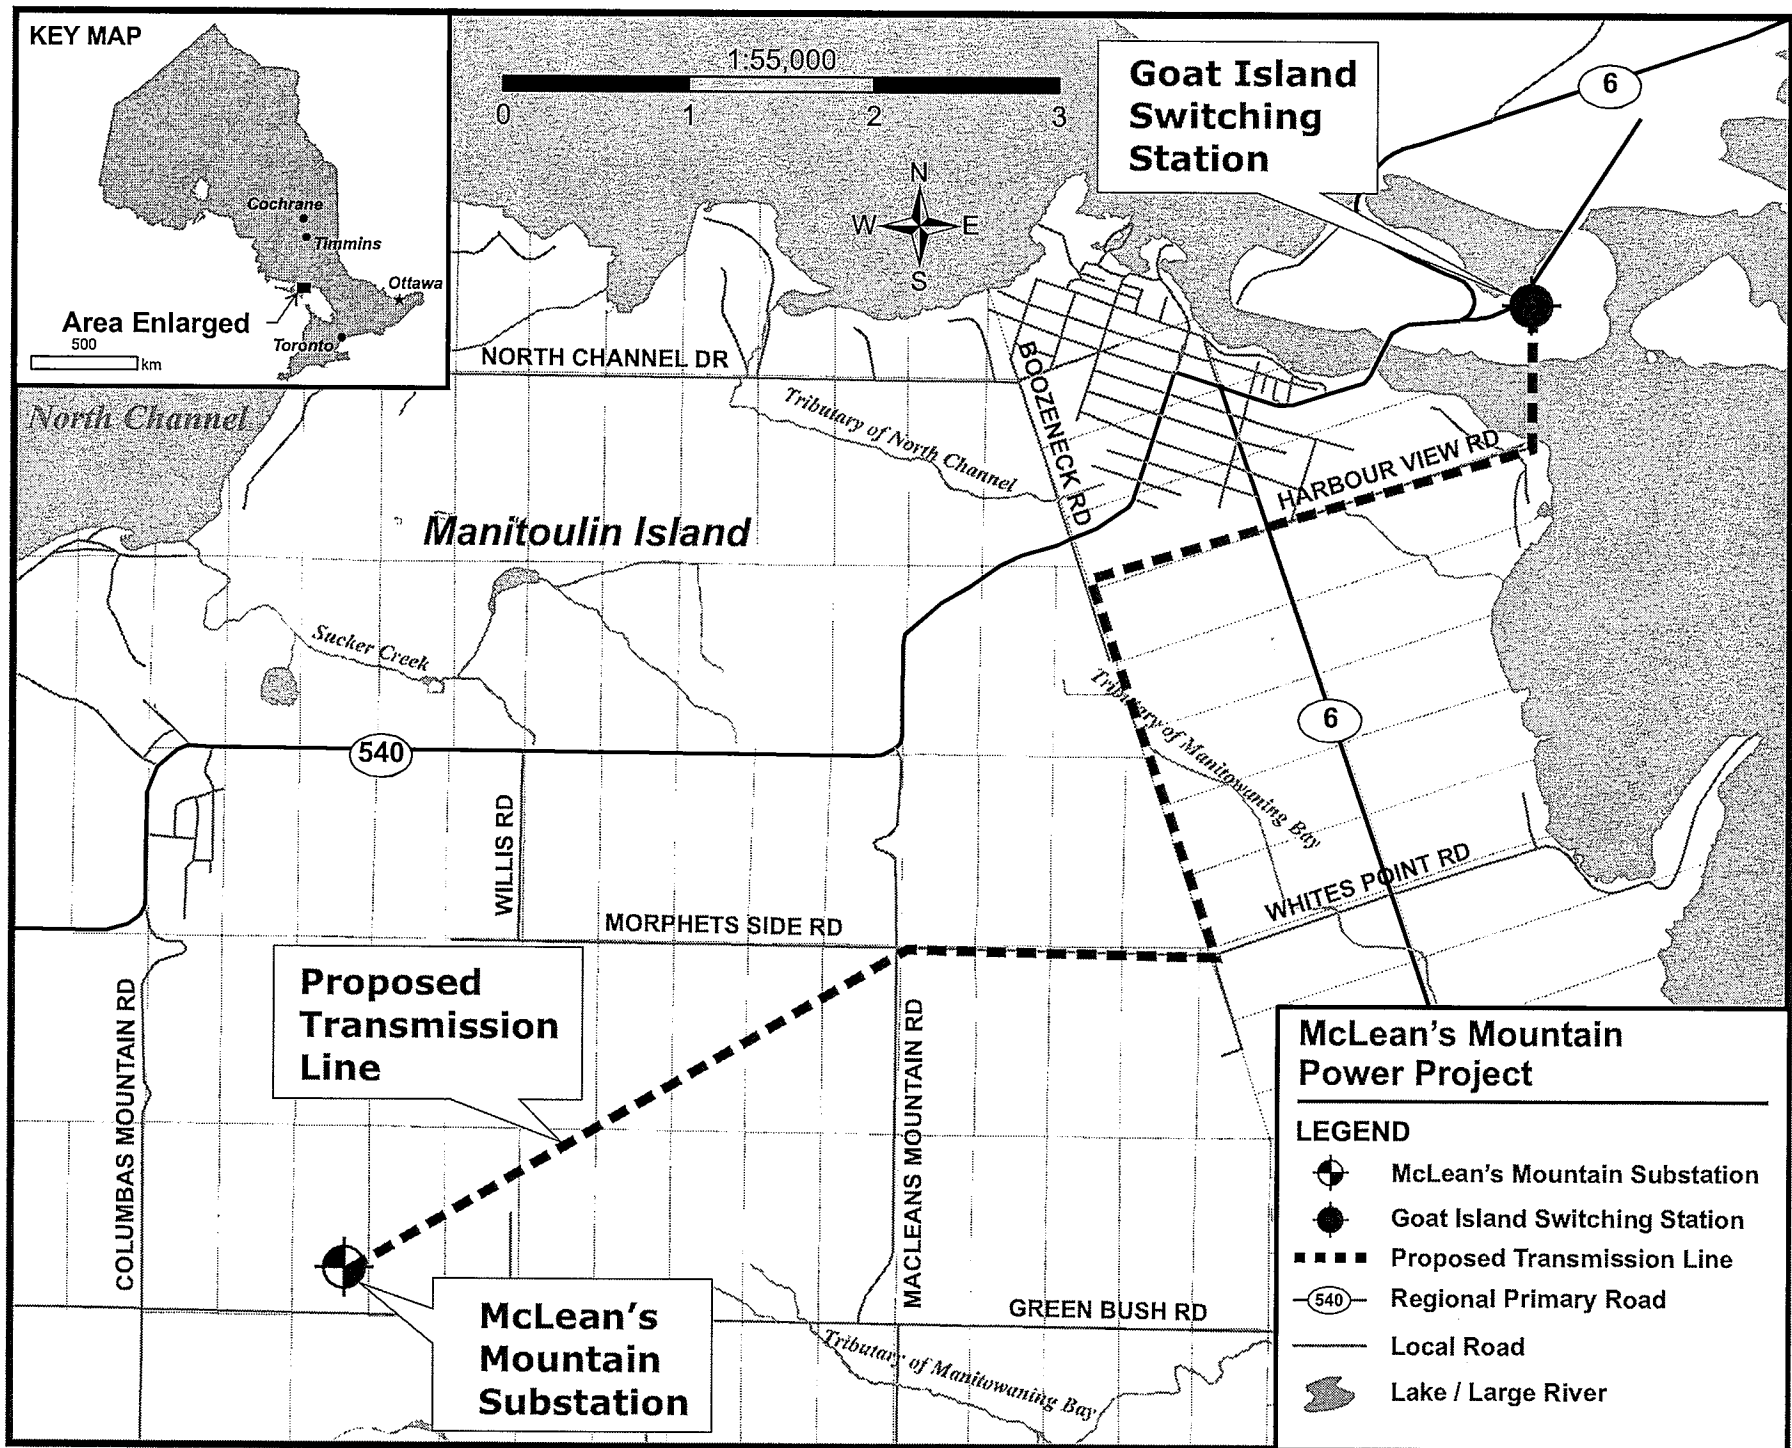 KEY MAP
Cochrane
Timmins
Ottawa
Area Enlarged
Toronto
500
km
1:55,000
0 1 2 3
N
W E
S
Goat Island
Switching
Station
6
NORTH CHANNEL DR
BOOZENECK RD
North Channel
Tributary of North Channel
HARBOUR VIEW RD
Manitoulin Island
Sucker Creek
Tributary of Manitowaning Bay
6
540
WILLIS RD
WHITES POINT RD
MORPHETS SIDE RD
Proposed
Transmission
Line
COLUMBAS MOUNTAIN RD
MACLEANS MOUNTAIN RD
McLean's
Mountain
Substation
GREEN BUSH RD
Tributary of Manitowaning Bay
McLean's Mountain
Power Project
LEGEND
McLean's Mountain Substation
Goat Island Switching Station
Proposed Transmission Line
540 Regional Primary Road
Local Road
Lake / Large River